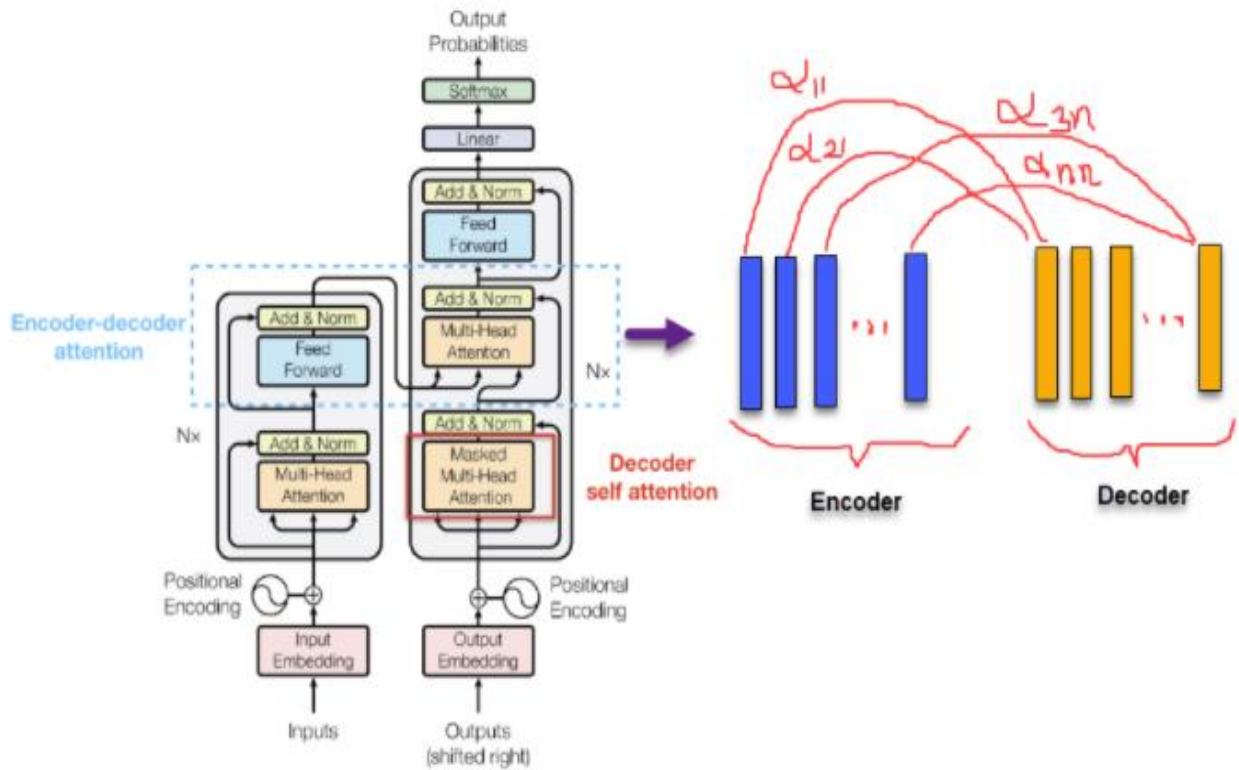 Output
Probabilities
Softmax
Linear
Add & Norm
Feed
Forward
Add & Norm
Multi-Head
Attention
Nx
Add & Norm
Masked
Multi-Head
Attention
Decoder
self attention
Encoder-decoder
attention
Add & Norm
Feed
Forward
Nx
Add & Norm
Multi-Head
Attention
Positional
Encoding
Positional
Encoding
Input
Embedding
Output
Embedding
Inputs
Outputs
(shifted right)
α11
α21
α3n
αnn
...
...
Encoder
Decoder